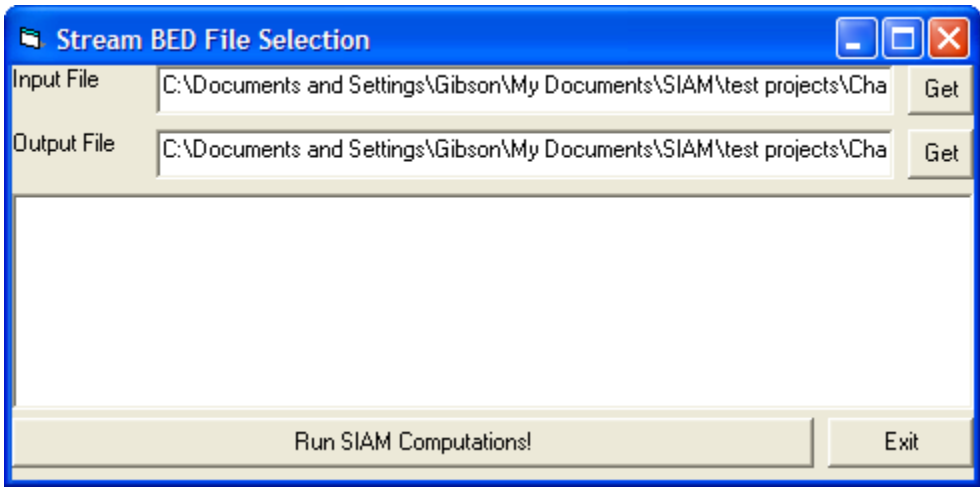 Stream BED File Selection
Input File C:\Documents and Settings\Gibson\My Documents\SIAM\test projects\Cha Get
Output File C:\Documents and Settings\Gibson\My Documents\SIAM\test projects\Cha Get
Run SIAM Computations! Exit